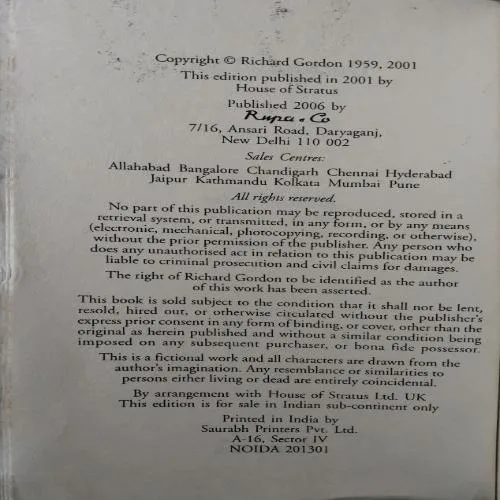 Copyright © Richard Gordon 1959, 2001
This edition published in 2001 by
House of Stratus
Published 2006 by
Rupa & Co
7/16, Ansari Road, Daryaganj,
New Delhi 110 002
Sales Centres:
Allahabad Bangalore Chandigarh Chennai Hyderabad
Jaipur Kathmandu Kolkata Mumbai Pune
All rights reserved.
No part of this publication may be reproduced, stored in a
retrieval system, or transmitted, in any form, or by any means
(electronic, mechanical, photocopying, recording, or otherwise),
without the prior permission of the publisher. Any person who
does any unauthorised act in relation to this publication may be
liable to criminal prosecution and civil claims for damages.
The right of Richard Gordon to be identified as the author
of this work has been asserted.
This book is sold subject to the condition that it shall not be lent,
resold, hired out, or otherwise circulated without the publisher's
express prior consent in any form of binding, or cover, other than the
original as herein published and without a similar condition being
imposed on any subsequent purchaser, or bona fide possessor.
This is a fictional work and all characters are drawn from the
author's imagination. Any resemblance or similarities to
persons either living or dead are entirely coincidental.
By arrangement with House of Stratus Ltd. UK
This edition is for sale in Indian sub-continent only
Printed in India by
Saurabh Printers Pvt. Ltd.
A-16, Sector IV
NOIDA 201301